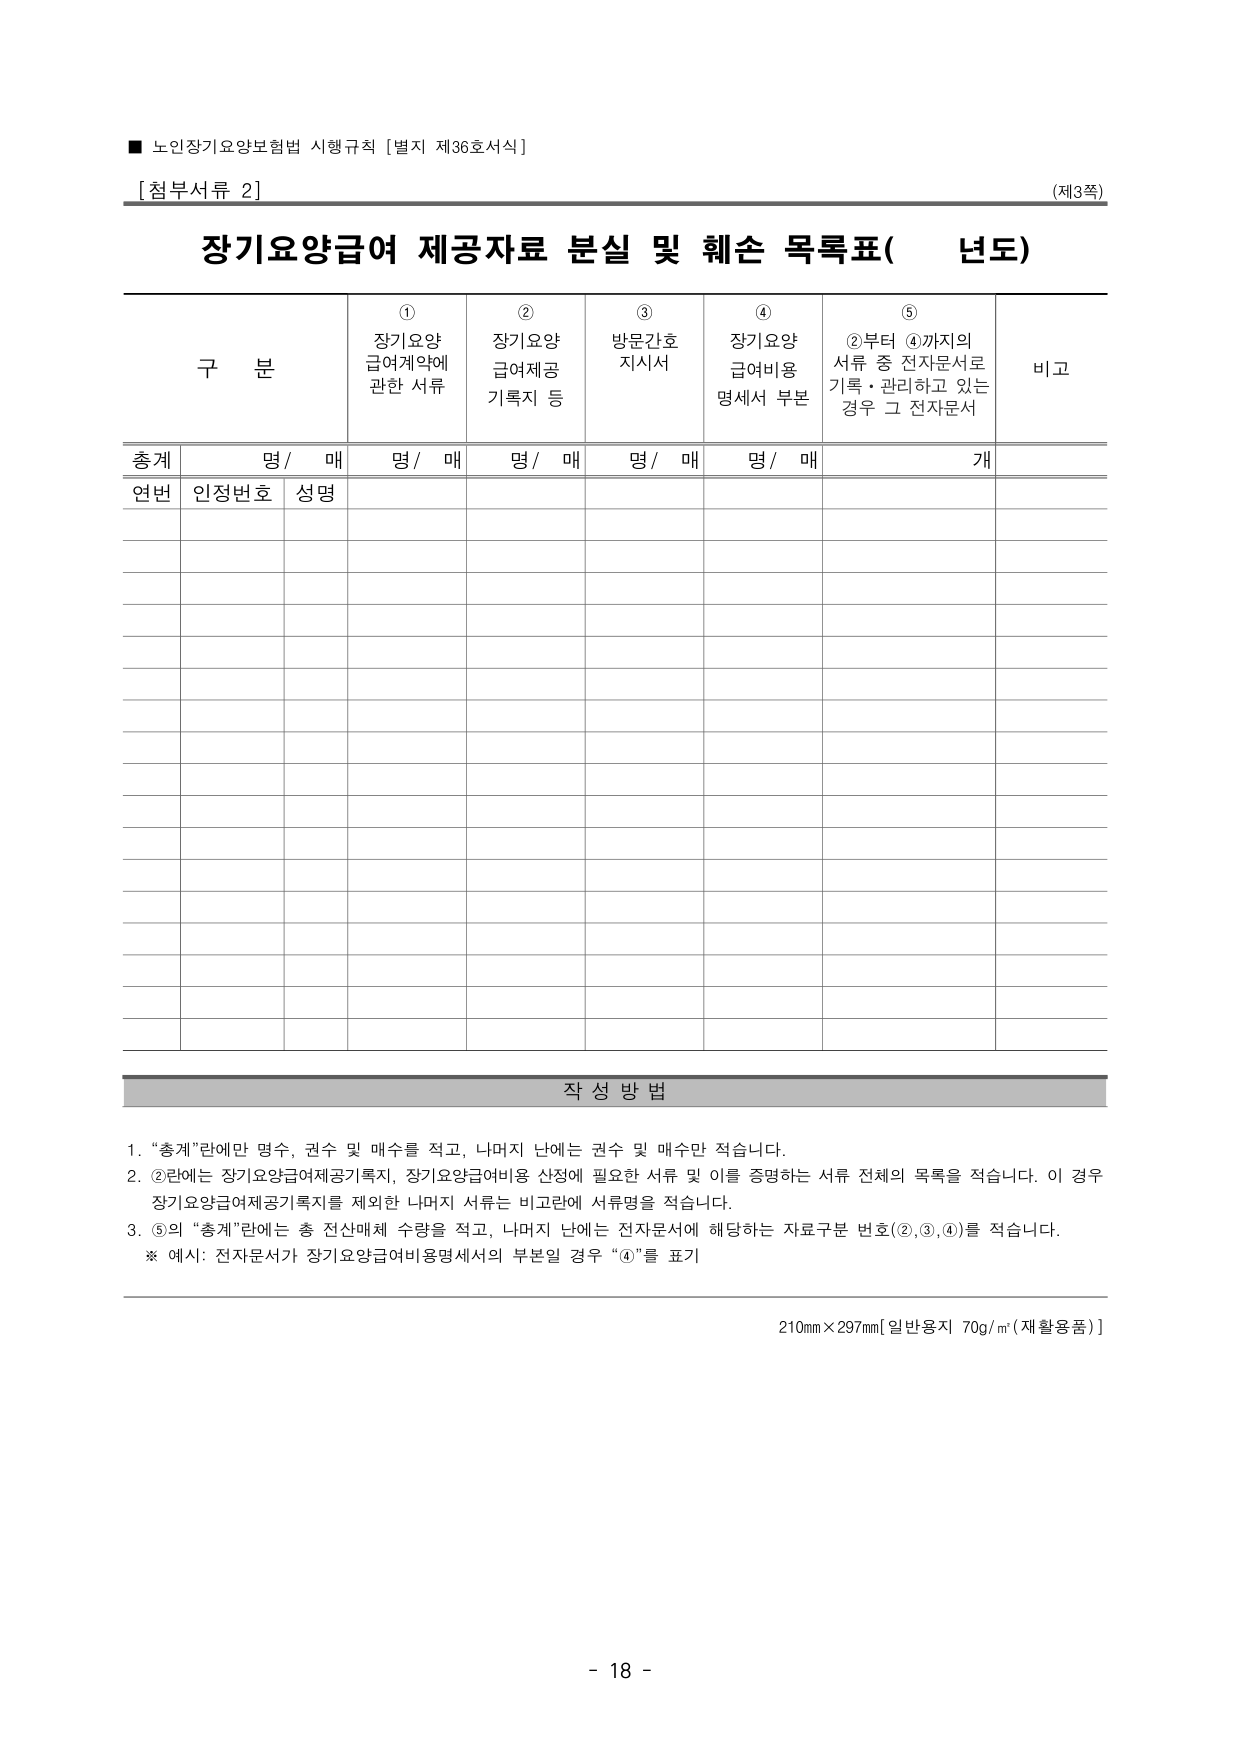 ■ 노인장기요양보험법 시행규칙 [별지 제36호서식]
[첨부서류 2] (제3쪽)
장기요양급여 제공자료 분실 및 훼손 목록표( 년도)
구 분
①
장기요양
급여계약에
관한 서류
②
장기요양
급여제공
기록지 등
③
방문간호
지시서
④
장기요양
급여비용
명세서 부본
⑤
②부터 ④까지의
서류 중 전자문서로
기록・관리하고 있는
경우 그 전자문서
비고
총계 명/ 매 명/ 매 명/ 매 명/ 매 명/ 매 개
연번 인정번호 성명
작 성 방 법
1. “총계”란에만 명수, 권수 및 매수를 적고, 나머지 난에는 권수 및 매수만 적습니다.
2. ②란에는 장기요양급여제공기록지, 장기요양급여비용 산정에 필요한 서류 및 이를 증명하는 서류 전체의 목록을 적습니다. 이 경우
장기요양급여제공기록지를 제외한 나머지 서류는 비고란에 서류명을 적습니다.
3. ⑤의 “총계”란에는 총 전산매체 수량을 적고, 나머지 난에는 전자문서에 해당하는 자료구분 번호(②,③,④)를 적습니다.
※ 예시: 전자문서가 장기요양급여비용명세서의 부본일 경우 “④”를 표기
210㎜×297㎜[일반용지 70g/㎡(재활용품)]
- 18 -